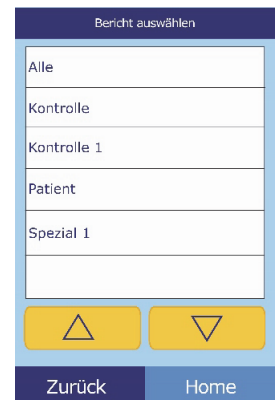 Bericht auswählen
Alle
Kontrolle
Kontrolle 1
Patient
Spezial 1
Zurück Home